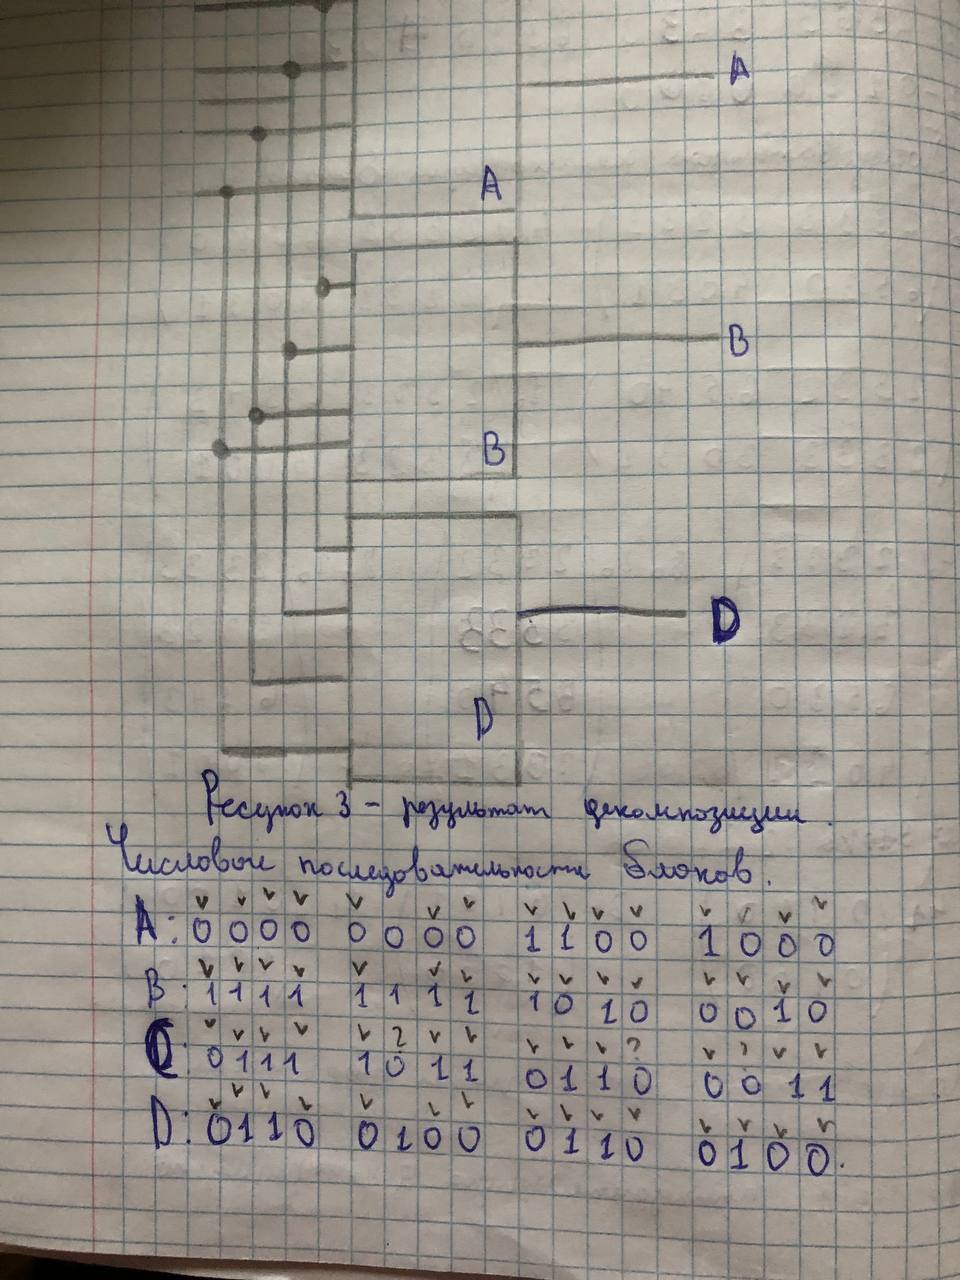 A
A
B
B
D
D
Рисунок 3 - результат декомпозиции.
Числовые последовательности блоков.
A: 0000 0000 1100 1000
B: 1111 1111 1010 0010
C: 0111 1011 0110 0011
D: 0110 0100 0110 0100.